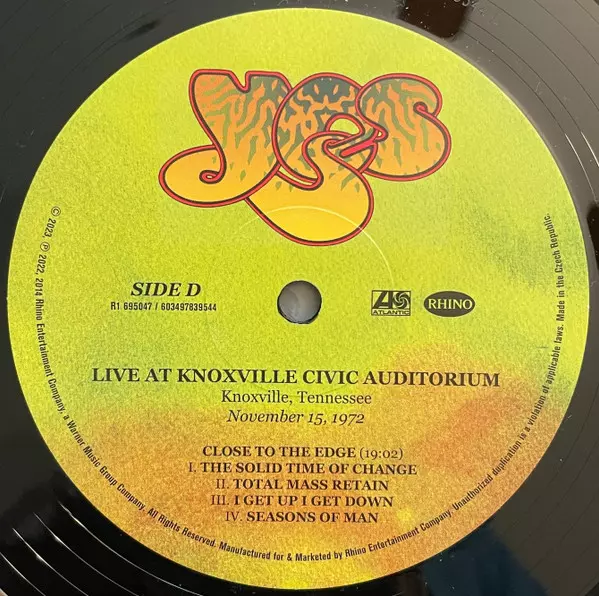 Yes
SIDE D
R1 695047 / 603497839544
ATLANTIC
RHINO
LIVE AT KNOXVILLE CIVIC AUDITORIUM
Knoxville, Tennessee
November 15, 1972
CLOSE TO THE EDGE (19:02)
I. THE SOLID TIME OF CHANGE
II. TOTAL MASS RETAIN
III. I GET UP I GET DOWN
IV. SEASONS OF MAN
© 2023, ℗ 2022, 2014 Rhino Entertainment Company, a Warner Music Group Company. All Rights Reserved. Manufactured for & Marketed by Rhino Entertainment Company. Unauthorized duplication is a violation of applicable laws. Made in the Czech Republic.